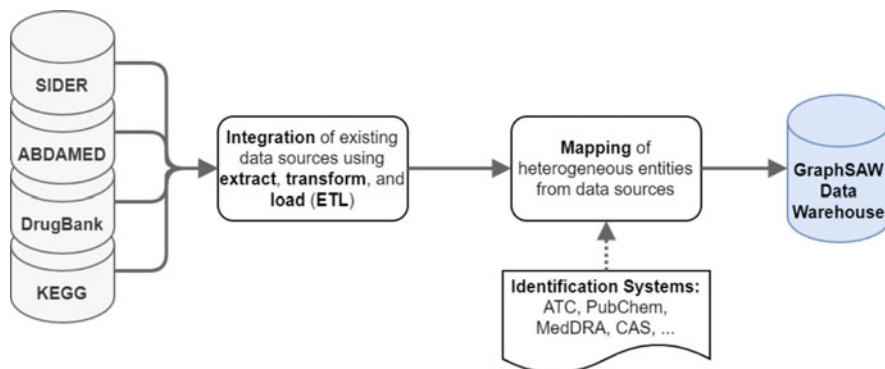 SIDER
ABDAMED
DrugBank
KEGG
Integration of existing
data sources using
extract, transform, and
load (ETL)
Mapping of
heterogeneous entities
from data sources
Identification Systems:
ATC, PubChem,
MedDRA, CAS, ...
GraphSAW
Data
Warehouse